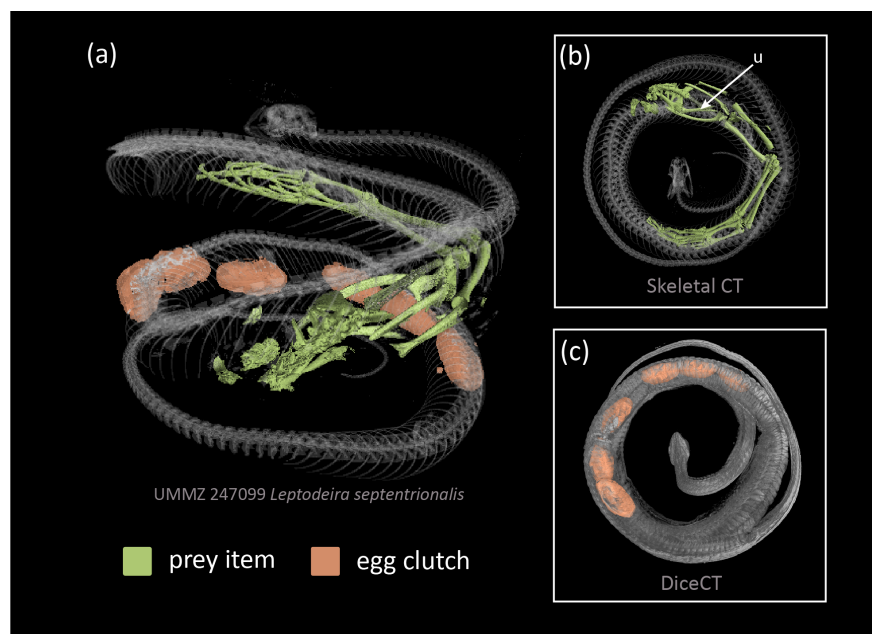 (a)
UMMZ 247099 Leptodeira septentrionalis
prey item
egg clutch
(b)
u
Skeletal CT
(c)
DiceCT